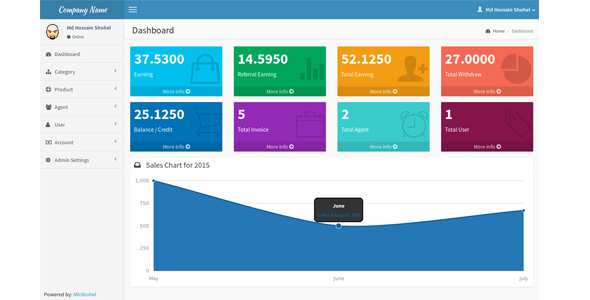 Company Name
Md Hossain Shohel
Md Hossain Shohel
Online
Dashboard
Category
Product
Agent
User
Account
Admin Settings
Powered by: MhShohel
Dashboard
Home > Dashboard
37.5300
Earning
More info
14.5950
Referral Earning
More info
52.1250
Total Earning
More info
27.0000
Total Withdraw
More info
25.1250
Balance / Credit
More info
5
Total Invoice
More info
2
Total Agent
More info
1
Total User
More info
Sales Chart for 2015
1,000
750
500
250
0
June
May
June
July